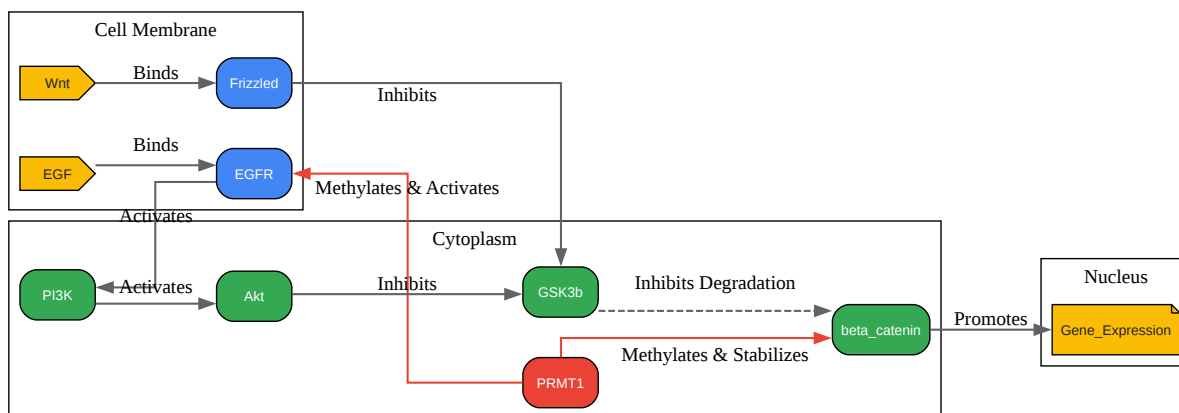 Cell Membrane
Wnt
Binds
Frizzled
Inhibits
EGF
Binds
EGFR
Methylates & Activates
Activates
Cytoplasm
PI3K
Activates
Akt
Inhibits
GSK3b
Inhibits Degradation
beta_catenin
Promotes
Nucleus
Gene_Expression
Methylates & Stabilizes
PRMT1